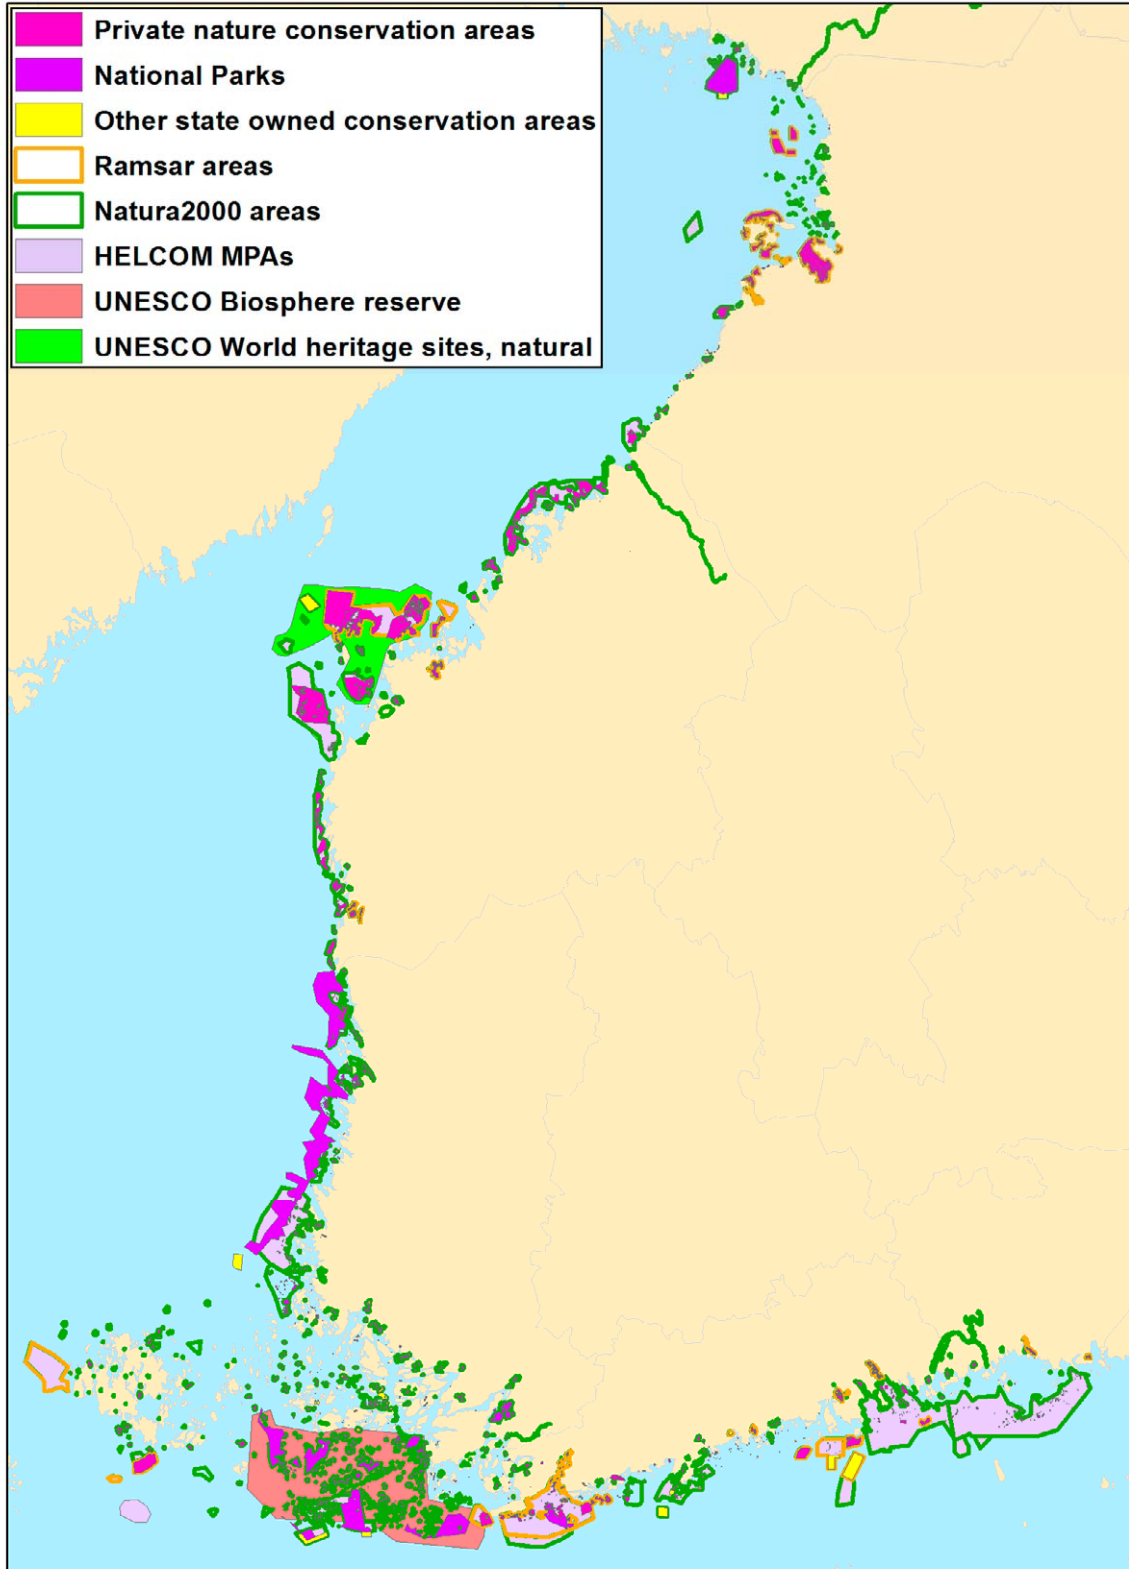 Private nature conservation areas
National Parks
Other state owned conservation areas
Ramsar areas
Natura2000 areas
HELCOM MPAs
UNESCO Biosphere reserve
UNESCO World heritage sites, natural